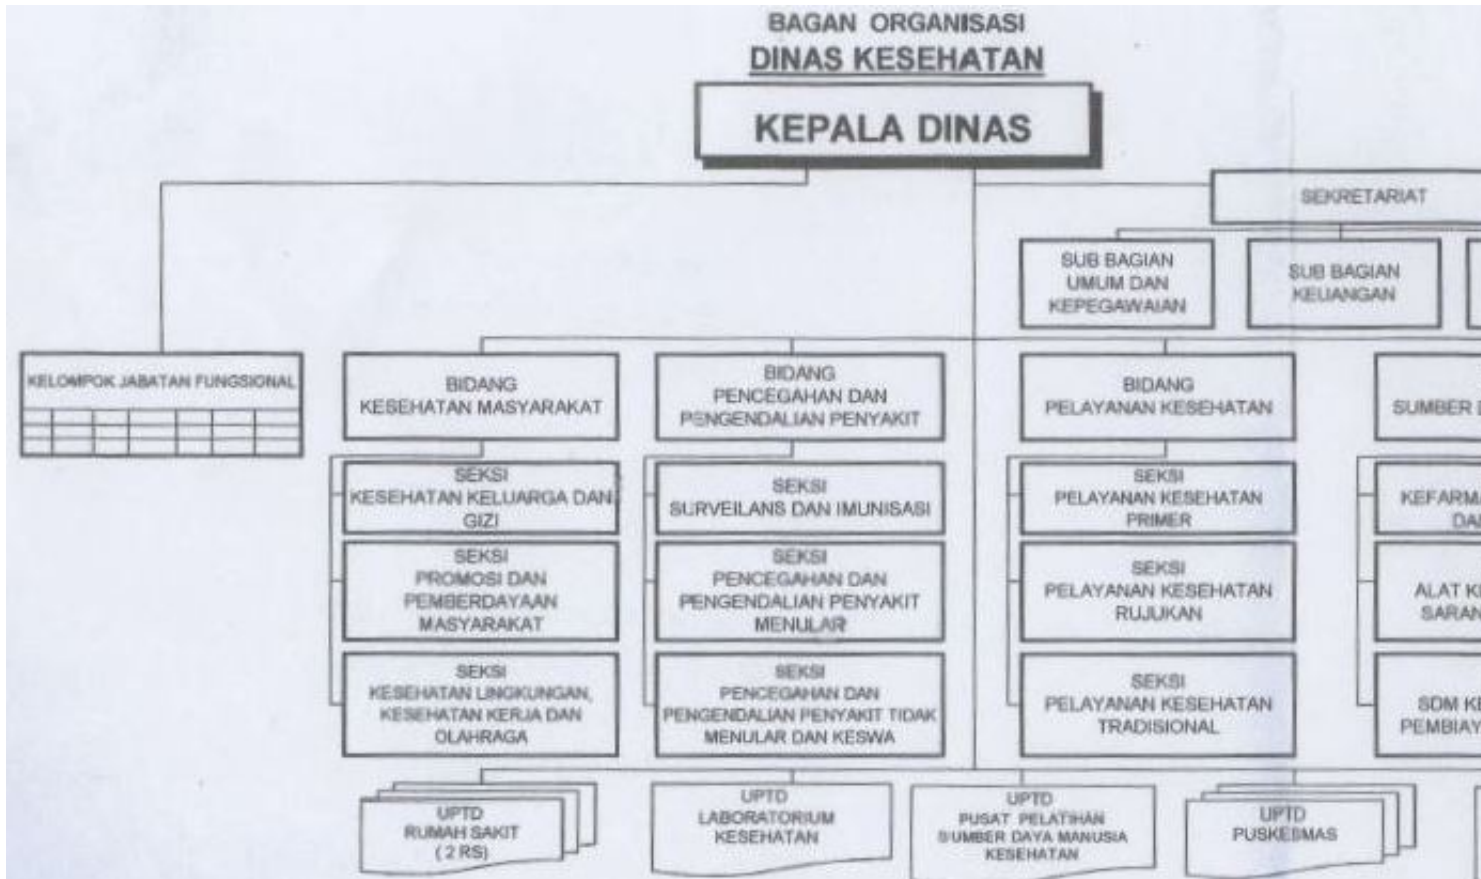 BAGAN ORGANISASI
DINAS KESEHATAN
KEPALA DINAS
SEKRETARIAT
SUB BAGIAN
UMUM DAN
KEPEGAWAIAN
SUB BAGIAN
KEUANGAN
KELOMPOK JABATAN FUNGSIONAL
BIDANG
KESEHATAN MASYARAKAT
BIDANG
PENCEGAHAN DAN
PENGENDALIAN PENYAKIT
BIDANG
PELAYANAN KESEHATAN
SUMBER
SEKSI
KESEHATAN KELUARGA DAN
GIZI
SEKSI
SURVEILANS DAN IMUNISASI
SEKSI
PELAYANAN KESEHATAN
PRIMER
SEKSI
PROMOSI DAN
PEMBERDAYAAN
MASYARAKAT
SEKSI
PENCEGAHAN DAN
PENGENDALIAN PENYAKIT
MENULAR
SEKSI
PELAYANAN KESEHATAN
RUJUKAN
ALAT
SEKSI
KESEHATAN LINGKUNGAN,
KESEHATAN KERJA DAN
OLAHRAGA
SEKSI
PENCEGAHAN DAN
PENGENDALIAN PENYAKIT TIDAK
MENULAR DAN KESWA
SEKSI
PELAYANAN KESEHATAN
TRADISIONAL
SDM
UPTD
RUMAH SAKIT
( 2 RS)
UPTD
LABORATORIUM
KESEHATAN
UPTD
PUSAT PELATIHAN
SUMBER DAYA MANUSIA
KESEHATAN
UPTD
PUSKESMAS